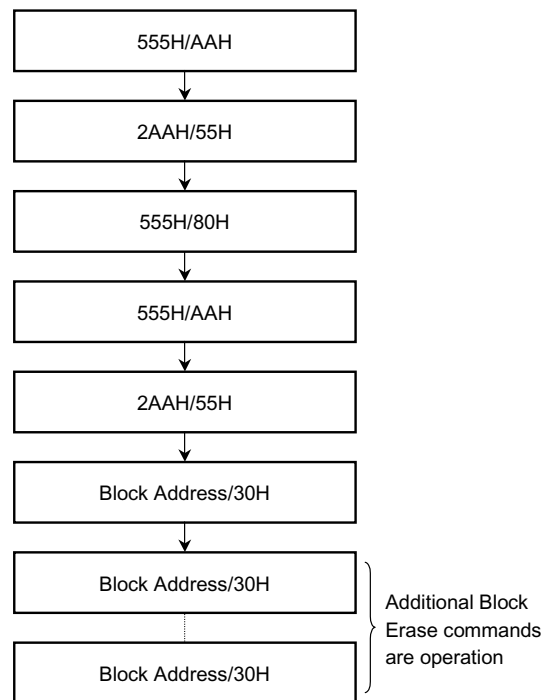 555H/AAH
2AAH/55H
555H/80H
555H/AAH
2AAH/55H
Block Address/30H
Block Address/30H
Additional Block
Erase commands
are operation
Block Address/30H